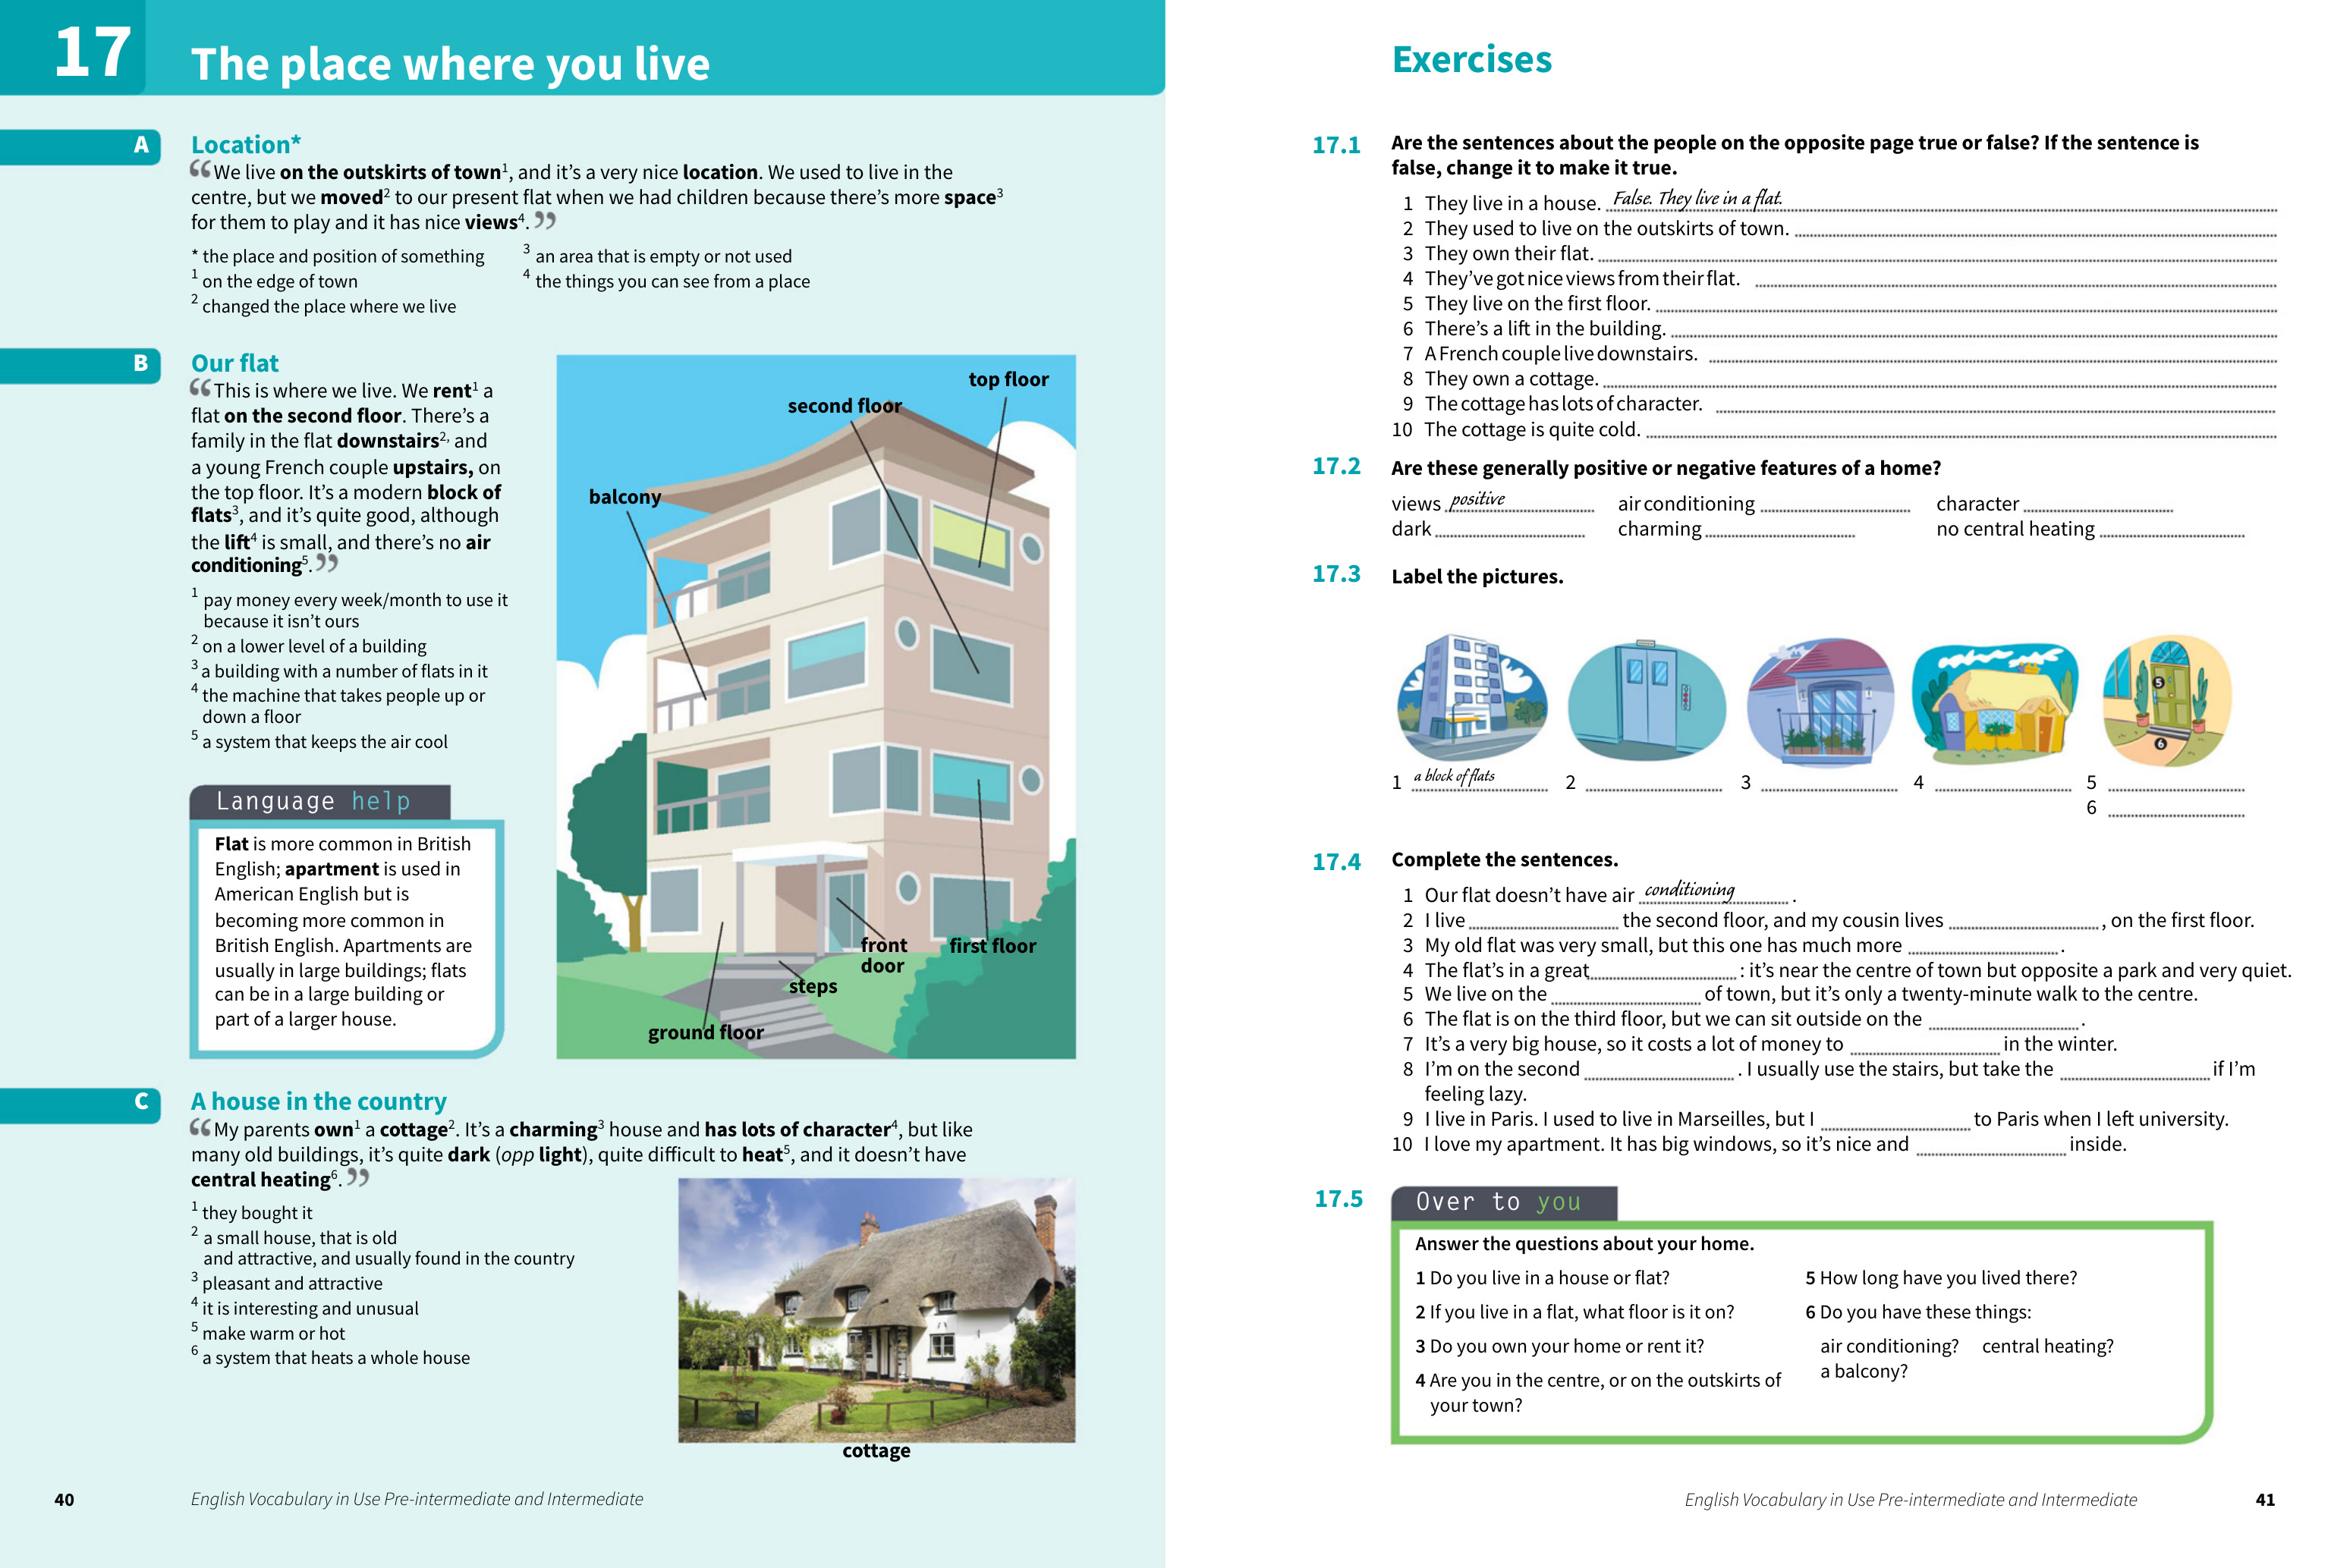 17
The place where you live
A
Location*
“We live on the outskirts of town1, and it’s a very nice location. We used to live in the
centre, but we moved2 to our present flat when we had children because there’s more space3
for them to play and it has nice views4.”
* the place and position of something
1 on the edge of town
2 changed the place where we live
3 an area that is empty or not used
4 the things you can see from a place
B
Our flat
“This is where we live. We rent1 a
flat on the second floor. There’s a
family in the flat downstairs2, and
a young French couple upstairs, on
the top floor. It’s a modern block of
flats3, and it’s quite good, although
the lift4 is small, and there’s no air
conditioning5.”
1 pay money every week/month to use it
because it isn’t ours
2 on a lower level of a building
3 a building with a number of flats in it
4 the machine that takes people up or
down a floor
5 a system that keeps the air cool
Language help
Flat is more common in British
English; apartment is used in
American English but is
becoming more common in
British English. Apartments are
usually in large buildings; flats
can be in a large building or
part of a larger house.
top floor
second floor
balcony
front
door
first floor
steps
ground floor
C
A house in the country
“My parents own1 a cottage2. It’s a charming3 house and has lots of character4, but like
many old buildings, it’s quite dark (opp light), quite difficult to heat5, and it doesn’t have
central heating6.”
1 they bought it
2 a small house, that is old
and attractive, and usually found in the country
3 pleasant and attractive
4 it is interesting and unusual
5 make warm or hot
6 a system that heats a whole house
cottage
40
English Vocabulary in Use Pre-intermediate and Intermediate
Exercises
17.1
Are the sentences about the people on the opposite page true or false? If the sentence is
false, change it to make it true.
1 They live in a house. False. They live in a flat.
2 They used to live on the outskirts of town.
3 They own their flat.
4 They’ve got nice views from their flat.
5 They live on the first floor.
6 There’s a lift in the building.
7 A French couple live downstairs.
8 They own a cottage.
9 The cottage has lots of character.
10 The cottage is quite cold.
17.2
Are these generally positive or negative features of a home?
views positive air conditioning character
dark charming no central heating
17.3
Label the pictures.
5
6
1 a block of flats 2 3 4 5
6
17.4
Complete the sentences.
1 Our flat doesn’t have air conditioning .
2 I live the second floor, and my cousin lives , on the first floor.
3 My old flat was very small, but this one has much more .
4 The flat’s in a great : it’s near the centre of town but opposite a park and very quiet.
5 We live on the of town, but it’s only a twenty-minute walk to the centre.
6 The flat is on the third floor, but we can sit outside on the .
7 It’s a very big house, so it costs a lot of money to in the winter.
8 I’m on the second . I usually use the stairs, but take the if I’m
feeling lazy.
9 I live in Paris. I used to live in Marseilles, but I to Paris when I left university.
10 I love my apartment. It has big windows, so it’s nice and inside.
17.5
Over to you
Answer the questions about your home.
1 Do you live in a house or flat?
2 If you live in a flat, what floor is it on?
3 Do you own your home or rent it?
4 Are you in the centre, or on the outskirts of
your town?
5 How long have you lived there?
6 Do you have these things:
air conditioning? central heating?
a balcony?
English Vocabulary in Use Pre-intermediate and Intermediate
41